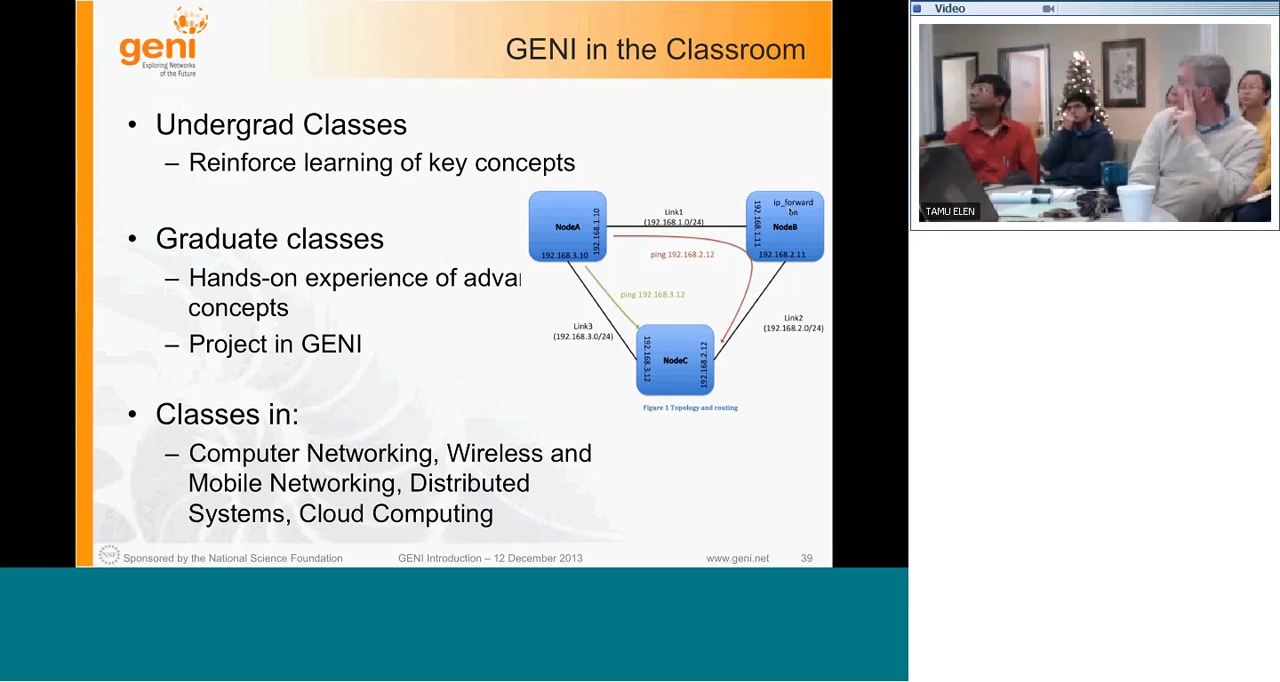 geni
Exploring Networks
of the Future
GENI in the Classroom
• Undergrad Classes
– Reinforce learning of key concepts
• Graduate classes
– Hands-on experience of adva
concepts
– Project in GENI
• Classes in:
– Computer Networking, Wireless and
Mobile Networking, Distributed
Systems, Cloud Computing
NodeA
192.168.1.10
192.168.3.10
Link1
(192.168.1.0/24)
ip_forward
on
NodeB
192.168.1.11
192.168.2.11
ping 192.168.2.12
ping 192.168.3.12
Link3
(192.168.3.0/24)
Link2
(192.168.2.0/24)
NodeC
192.168.3.12
192.168.2.12
Figure 1 Topology and routing
NSF
Sponsored by the National Science Foundation
GENI Introduction – 12 December 2013
www.geni.net
39
Video
TAMU ELEN